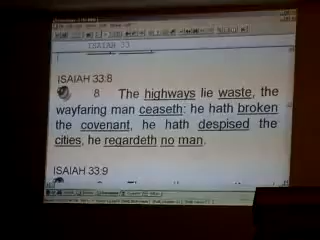 ISAIAH 33
ISAIAH 33:8
8 The highways lie waste, the
wayfaring man ceaseth: he hath broken
the covenant, he hath despised the
cities, he regardeth no man.
ISAIAH 33:9